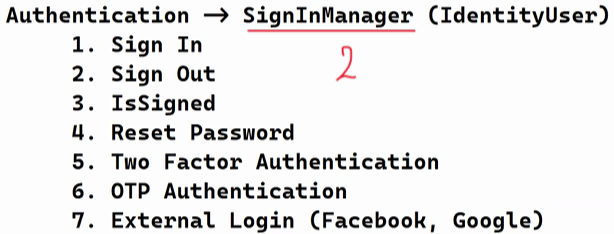 Authentication → SignInManager (IdentityUser)
1. Sign In
2. Sign Out
2
3. IsSigned
4. Reset Password
5. Two Factor Authentication
6. OTP Authentication
7. External Login (Facebook, Google)